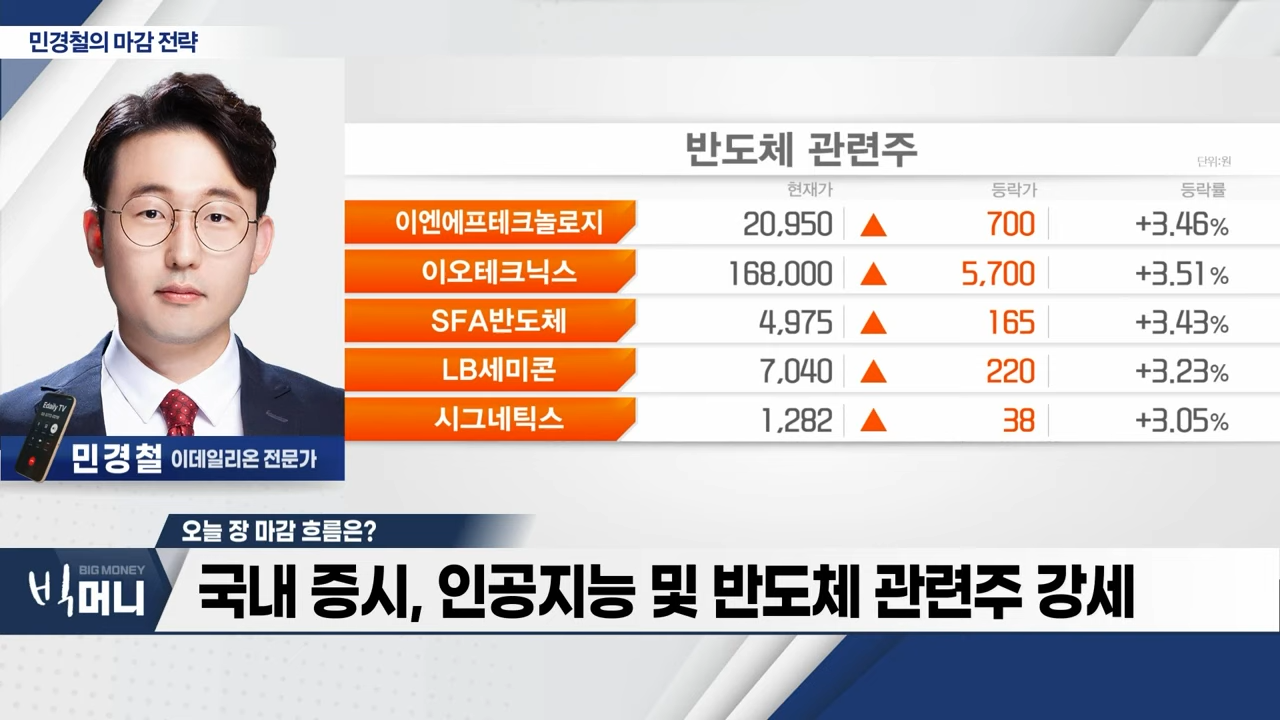 민경철의 마감 전략
반도체 관련주
단위:원
현재가 등락가 등락률
이엔에프테크놀로지 20,950 ▲ 700 +3.46%
이오테크닉스 168,000 ▲ 5,700 +3.51%
SFA반도체 4,975 ▲ 165 +3.43%
LB세미콘 7,040 ▲ 220 +3.23%
시그네틱스 1,282 ▲ 38 +3.05%
Edaily TV
민경철 이데일리온 전문가
오늘 장 마감 흐름은?
BIG MONEY
빅머니
국내 증시, 인공지능 및 반도체 관련주 강세